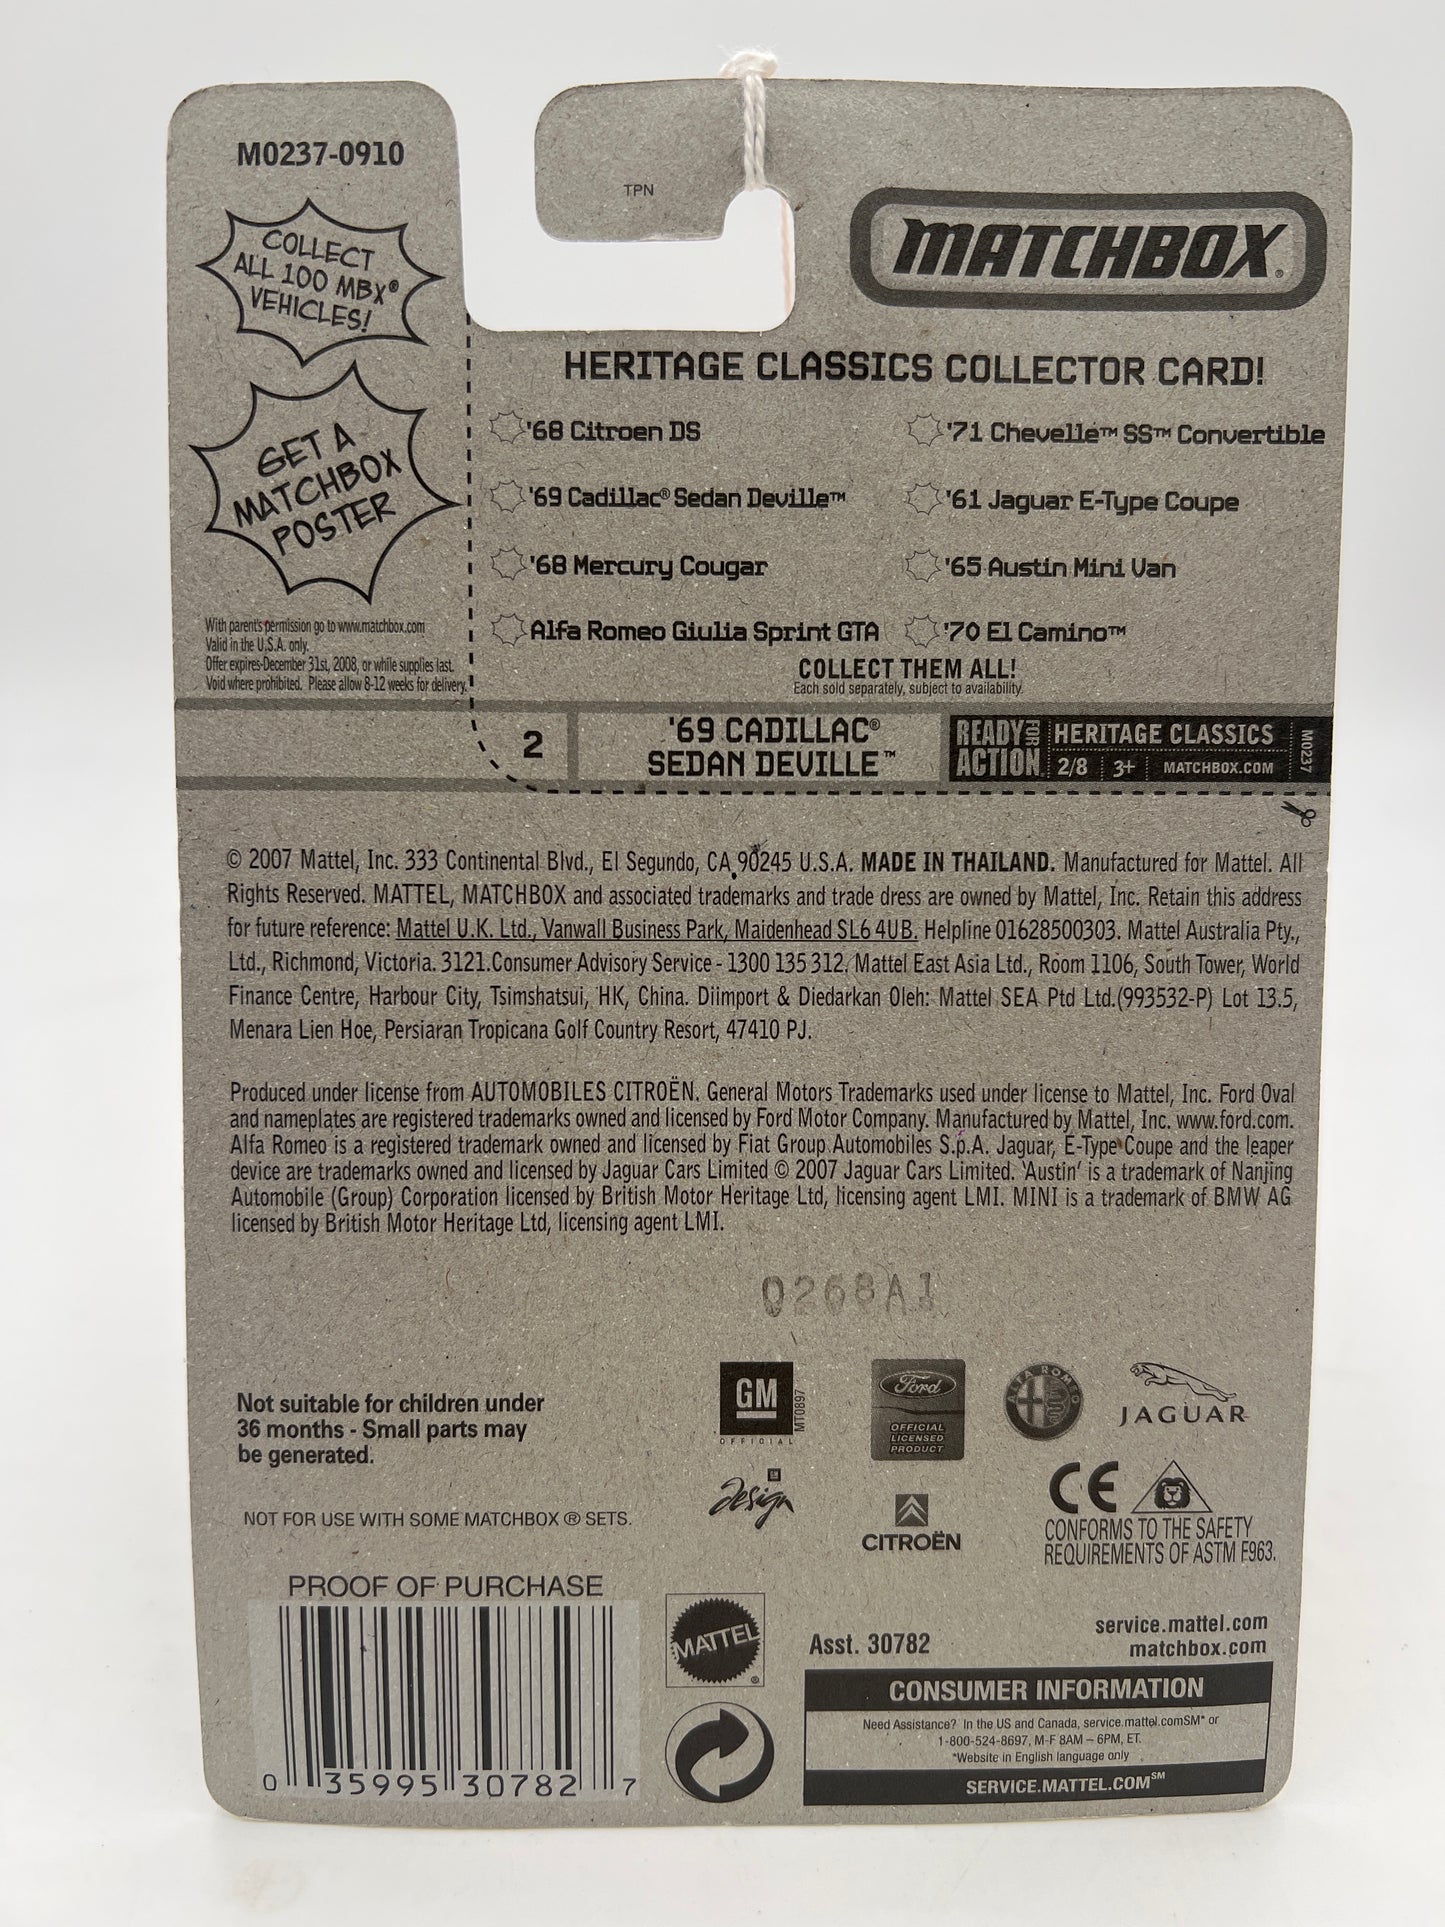 M0237-0910
TPN
COLLECT
ALL 100 MBX®
VEHICLES!
GET A
MATCHBOX
POSTER
With parent's permission go to www.matchbox.com
Valid in the U.S.A. only.
Offer expires December 31st, 2008, or while supplies last.
Void where prohibited. Please allow 8-12 weeks for delivery.
MATCHBOX®
HERITAGE CLASSICS COLLECTOR CARD!
'68 Citroen DS
'71 Chevelle™ SS™ Convertible
'69 Cadillac® Sedan Deville™
'61 Jaguar E-Type Coupe
'68 Mercury Cougar
'65 Austin Mini Van
Alfa Romeo Giulia Sprint GTA
'70 El Camino™
COLLECT THEM ALL!
Each sold separately, subject to availability.
2
'69 CADILLAC®
SEDAN DEVILLE™
READY FOR
ACTION
HERITAGE CLASSICS
2/8 3+ MATCHBOX.COM
M0237
© 2007 Mattel, Inc. 333 Continental Blvd., El Segundo, CA 90245 U.S.A. MADE IN THAILAND. Manufactured for Mattel. All
Rights Reserved. MATTEL, MATCHBOX and associated trademarks and trade dress are owned by Mattel, Inc. Retain this address
for future reference: Mattel U.K. Ltd., Vanwall Business Park, Maidenhead SL6 4UB. Helpline 01628500303. Mattel Australia Pty.,
Ltd., Richmond, Victoria. 3121.Consumer Advisory Service - 1300 135 312. Mattel East Asia Ltd., Room 1106, South Tower, World
Finance Centre, Harbour City, Tsimshatsui, HK, China. Diimport & Diedarkan Oleh: Mattel SEA Ptd Ltd.(993532-P) Lot 13.5,
Menara Lien Hoe, Persiaran Tropicana Golf Country Resort, 47410 PJ.
Produced under license from AUTOMOBILES CITROËN. General Motors Trademarks used under license to Mattel, Inc. Ford Oval
and nameplates are registered trademarks owned and licensed by Ford Motor Company. Manufactured by Mattel, Inc. www.ford.com.
Alfa Romeo is a registered trademark owned and licensed by Fiat Group Automobiles S.p.A. Jaguar, E-Type Coupe and the leaper
device are trademarks owned and licensed by Jaguar Cars Limited © 2007 Jaguar Cars Limited. 'Austin' is a trademark of Nanjing
Automobile (Group) Corporation licensed by British Motor Heritage Ltd, licensing agent LMI. MINI is a trademark of BMW AG
licensed by British Motor Heritage Ltd, licensing agent LMI.
0268A1
Not suitable for children under
36 months - Small parts may
be generated.
NOT FOR USE WITH SOME MATCHBOX ® SETS.
GM
OFFICIAL
MT0897
Ford
OFFICIAL
LICENSED
PRODUCT
ALFA ROMEO
JAGUAR
GM
Design
CITROËN
CE
CONFORMS TO THE SAFETY
REQUIREMENTS OF ASTM F963.
PROOF OF PURCHASE
0 35995 30782 7
MATTEL®
Asst. 30782
service.mattel.com
matchbox.com
CONSUMER INFORMATION
Need Assistance? In the US and Canada, service.mattel.comSM* or
1-800-524-8697, M-F 8AM – 6PM, ET.
*Website in English language only
SERVICE.MATTEL.COM℠